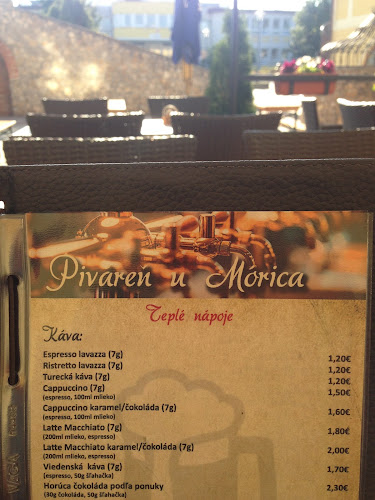 Pivareń u Mórica
Teplé nápoje
Káva:
Espresso lavazza (7g) 1,20€
Ristretto lavazza (7g) 1,20€
Turecká káva (7g) 1,20€
Cappuccino (7g) 1,50€
(espresso, 100ml mlieko)
Cappuccino karamel/čokoláda (7g) 1,60€
(espresso, 100ml mlieko)
Latte Macchiato (7g) 1,80€
(200ml mlieko, espresso)
Latte Macchiato karamel/čokoláda (7g) 2,00€
(200ml mlieko, espresso)
Viedenská káva (7g) 1,70€
(espresso, 50g šľahačka)
Horúca čokoláda podľa ponuky 2,30€
(30g čokoláda, 50g šľahačka)